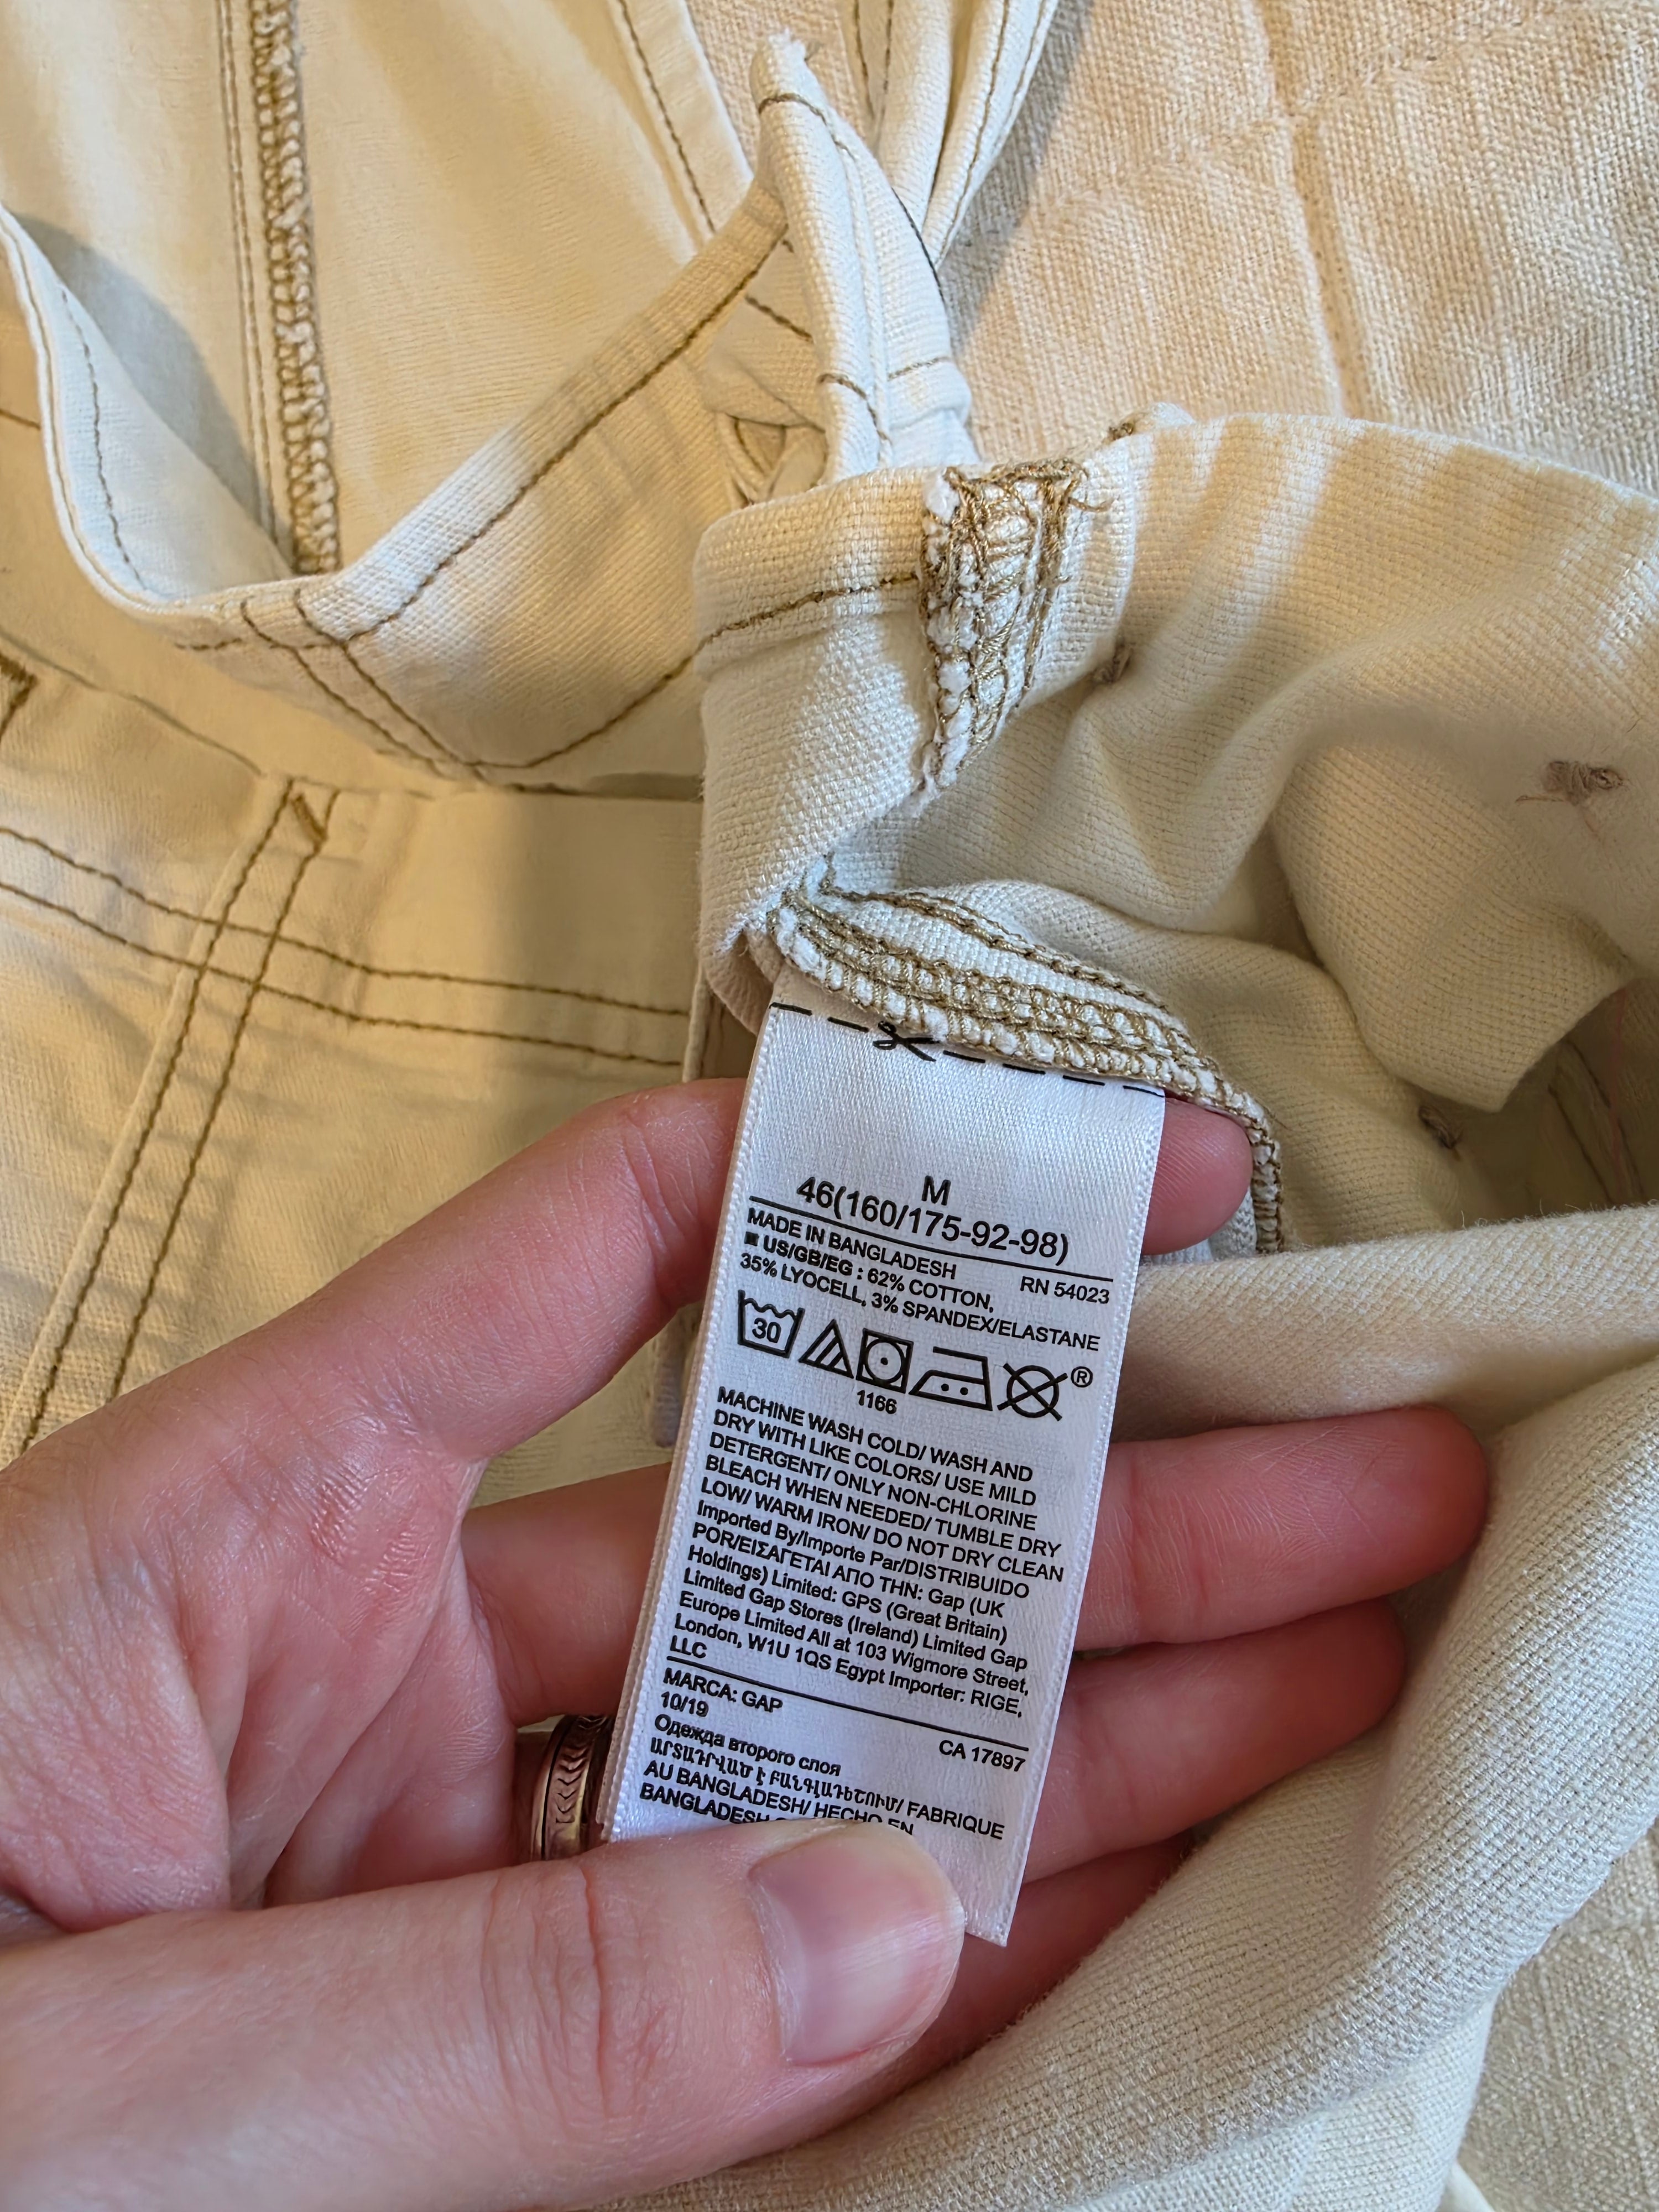 M
46(160/175-92-98)
MADE IN BANGLADESH RN 54023
■ US/GB/EG : 62% COTTON,
35% LYOCELL, 3% SPANDEX/ELASTANE
30
®
1166
MACHINE WASH COLD/ WASH AND
DRY WITH LIKE COLORS/ USE MILD
DETERGENT/ ONLY NON-CHLORINE
BLEACH WHEN NEEDED/ TUMBLE DRY
LOW/ WARM IRON/ DO NOT DRY CLEAN
Imported By/Importe Par/DISTRIBUIDO
POR/ΕΙΣΑΓΕΤΑΙ ΑΠΟ ΤΗΝ: Gap (UK
Holdings) Limited: GPS (Great Britain)
Limited Gap Stores (Ireland) Limited Gap
Europe Limited All at 103 Wigmore Street,
London, W1U 1QS Egypt Importer: RIGE,
LLC
MARCA: GAP
10/19 CA 17897
Одежда второго слоя
ԱՐՏԱԴՐՎԱԾ Է ԲԱՆԳԼԱԴԵՇՈՒՄ/ FABRIQUE
AU BANGLADESH/ HECHO EN
BANGLADESH